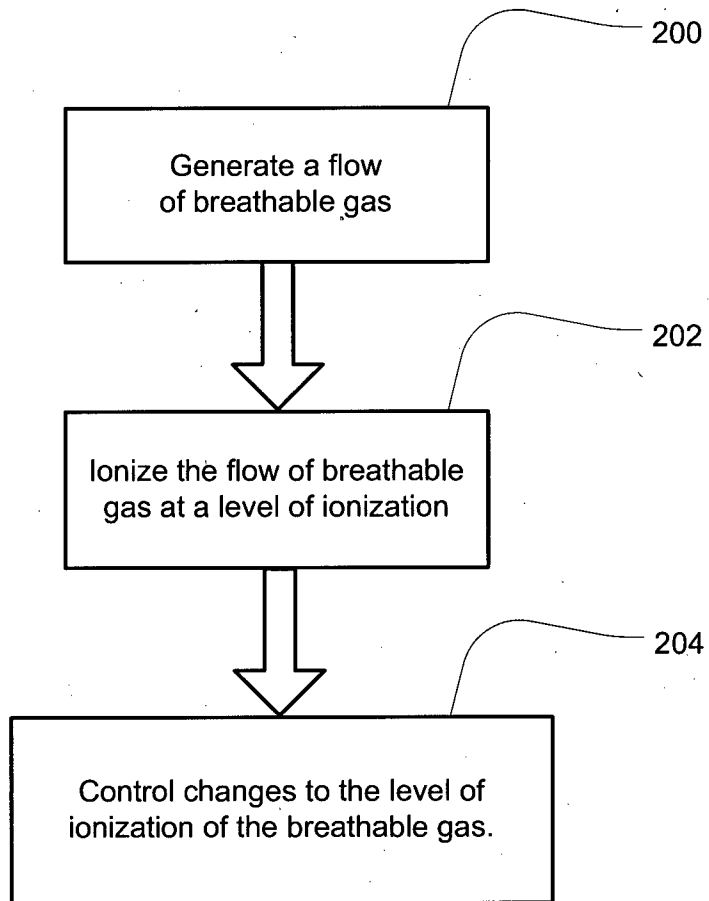 200
Generate a flow
of breathable gas
202
Ionize the flow of breathable
gas at a level of ionization
204
Control changes to the level of
ionization of the breathable gas.